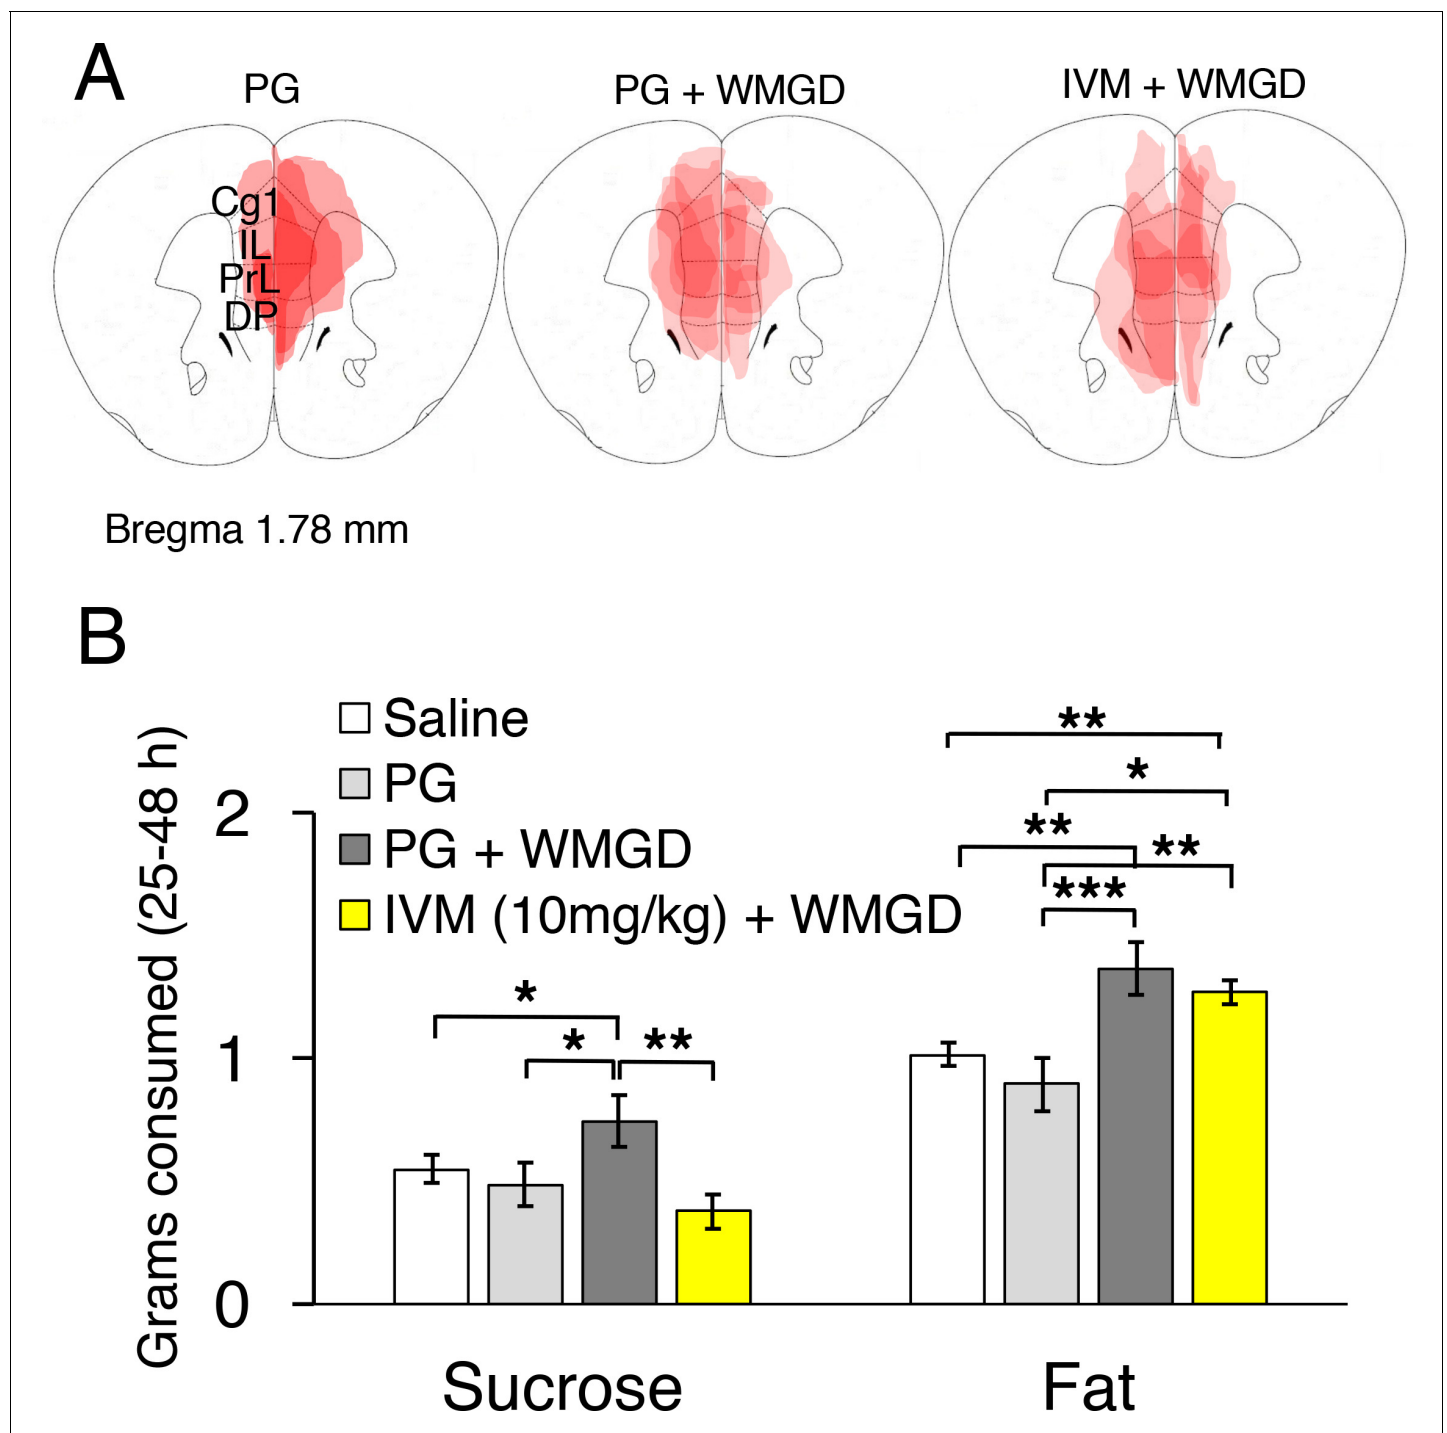 A
PG
PG + WMGD
IVM + WMGD
Cg1
IL
PrL
DP
Bregma 1.78 mm
B
Saline
PG
PG + WMGD
IVM (10mg/kg) + WMGD
Grams consumed (25-48 h)
2
1
0
*
*
**
**
*
**
**
***
Sucrose
Fat